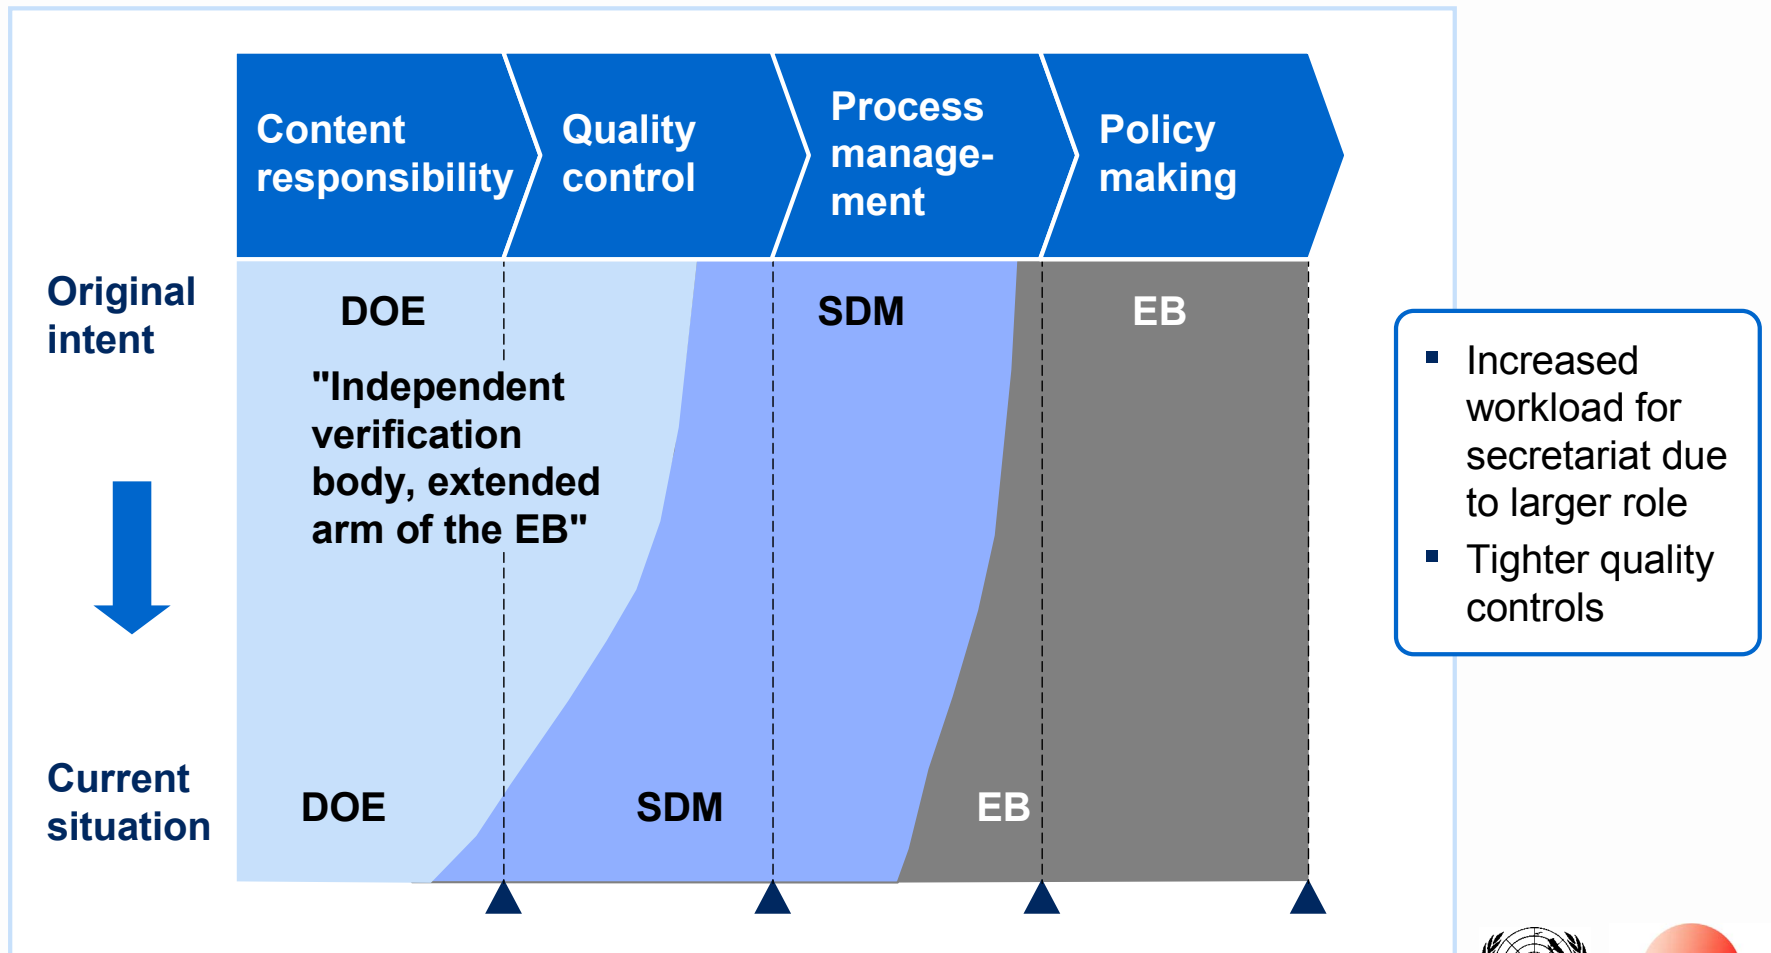 Content
responsibility
Quality
control
Process
manage-
ment
Policy
making
Original
intent
DOE
SDM
EB
"Independent
verification
body, extended
arm of the EB"
Increased
workload for
secretariat due
to larger role
Tighter quality
controls
Current
situation
DOE
SDM
EB